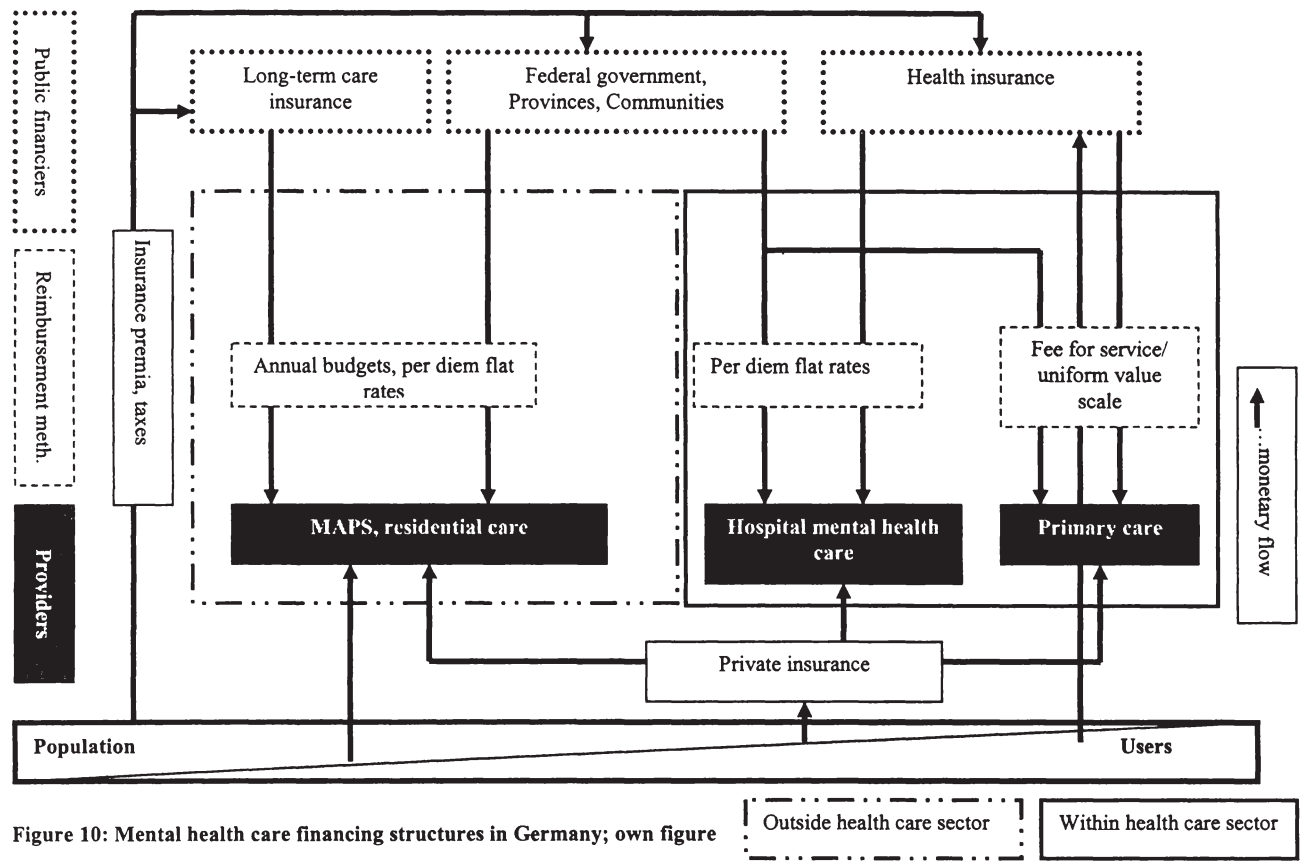 Public financiers
Reimbursement meth.
Providers
Insurance premia, taxes
Long-term care
insurance
Federal government,
Provinces, Communities
Health insurance
Annual budgets, per diem flat
rates
Per diem flat rates
Fee for service/
uniform value
scale
MAPS, residential care
Hospital mental health
care
Primary care
...monetary flow
Private insurance
Population
Users
Figure 10: Mental health care financing structures in Germany; own figure
Outside health care sector
Within health care sector